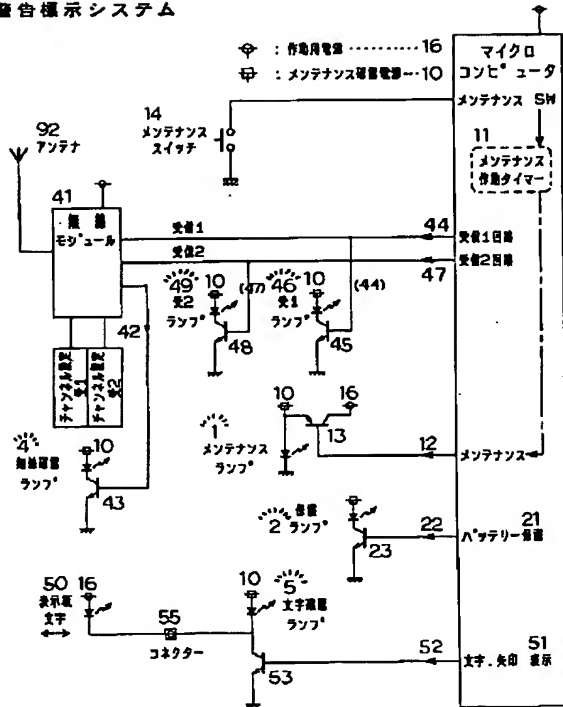 警告標示システム
: 作動用電源 ‥‥‥‥ 16
: メンテナンス確認電源‥‥ 10
マイクロ
コンピュータ
メンテナンス SW
14
メンテナンス
スイッチ
11
メンテナンス
作動タイマー
92
アンテナ
41
無線
モジュール
受信1
受信2
44
受信1回路
47
受信2回路
49
受2
ランプ
10
(47)
48
46
受1
ランプ
10
(44)
45
42
チャンネル設定
受1
チャンネル設定
受2
4
ランプ
10
43
1
メンテナンス
ランプ
10
16
13
12
メンテナンス
2
保護
ランプ
23
22
21
バッテリー保護
50
表示板
文字
16
55
コネクター
10
5
文字確認
ランプ
53
52
51
文字.矢印 表示